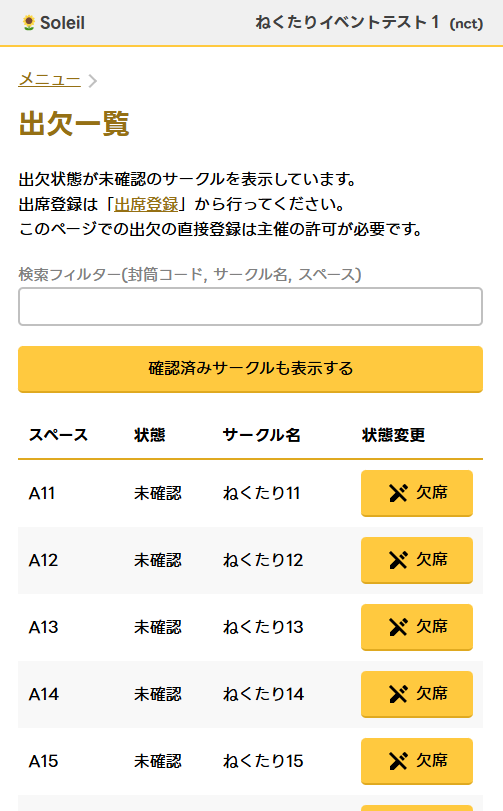 Soleil ねくたりイベントテスト1 (nct)
メニュー
出欠一覧
出欠状態が未確認のサークルを表示しています。
出席登録は「出席登録」から行ってください。
このページでの出欠の直接登録は主催の許可が必要です。
検索フィルター(封筒コード, サークル名, スペース)
確認済みサークルも表示する
スペース 状態 サークル名 状態変更
A11 未確認 ねくたり11 欠席
A12 未確認 ねくたり12 欠席
A13 未確認 ねくたり13 欠席
A14 未確認 ねくたり14 欠席
A15 未確認 ねくたり15 欠席